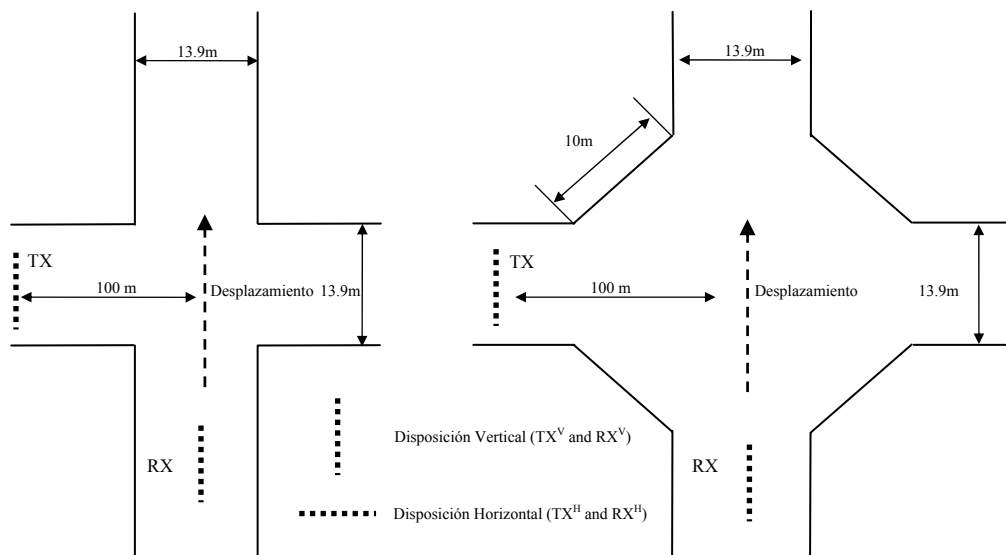 13.9m
13.9m
10m
TX
100 m
Desplazamiento
13.9m
TX
100 m
Desplazamiento
13.9m
Disposición Vertical (TX^V and RX^V)
RX
RX
Disposición Horizontal (TX^H and RX^H)